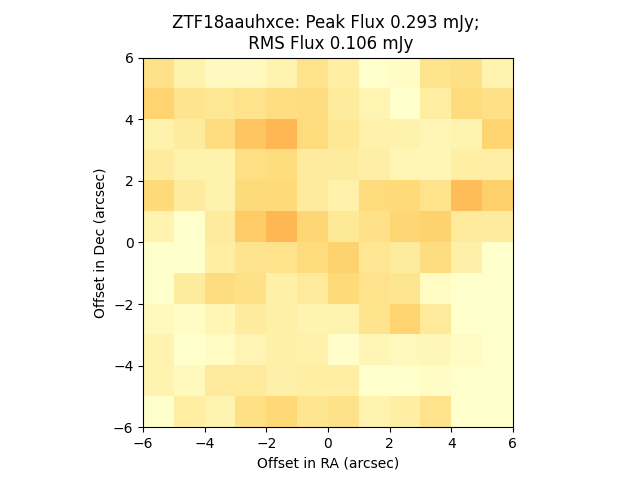 ZTF18aauhxce: Peak Flux 0.293 mJy;
RMS Flux 0.106 mJy
6
4
2
0
−2
−4
−6
Offset in Dec (arcsec)
−6 −4 −2 0 2 4 6
Offset in RA (arcsec)